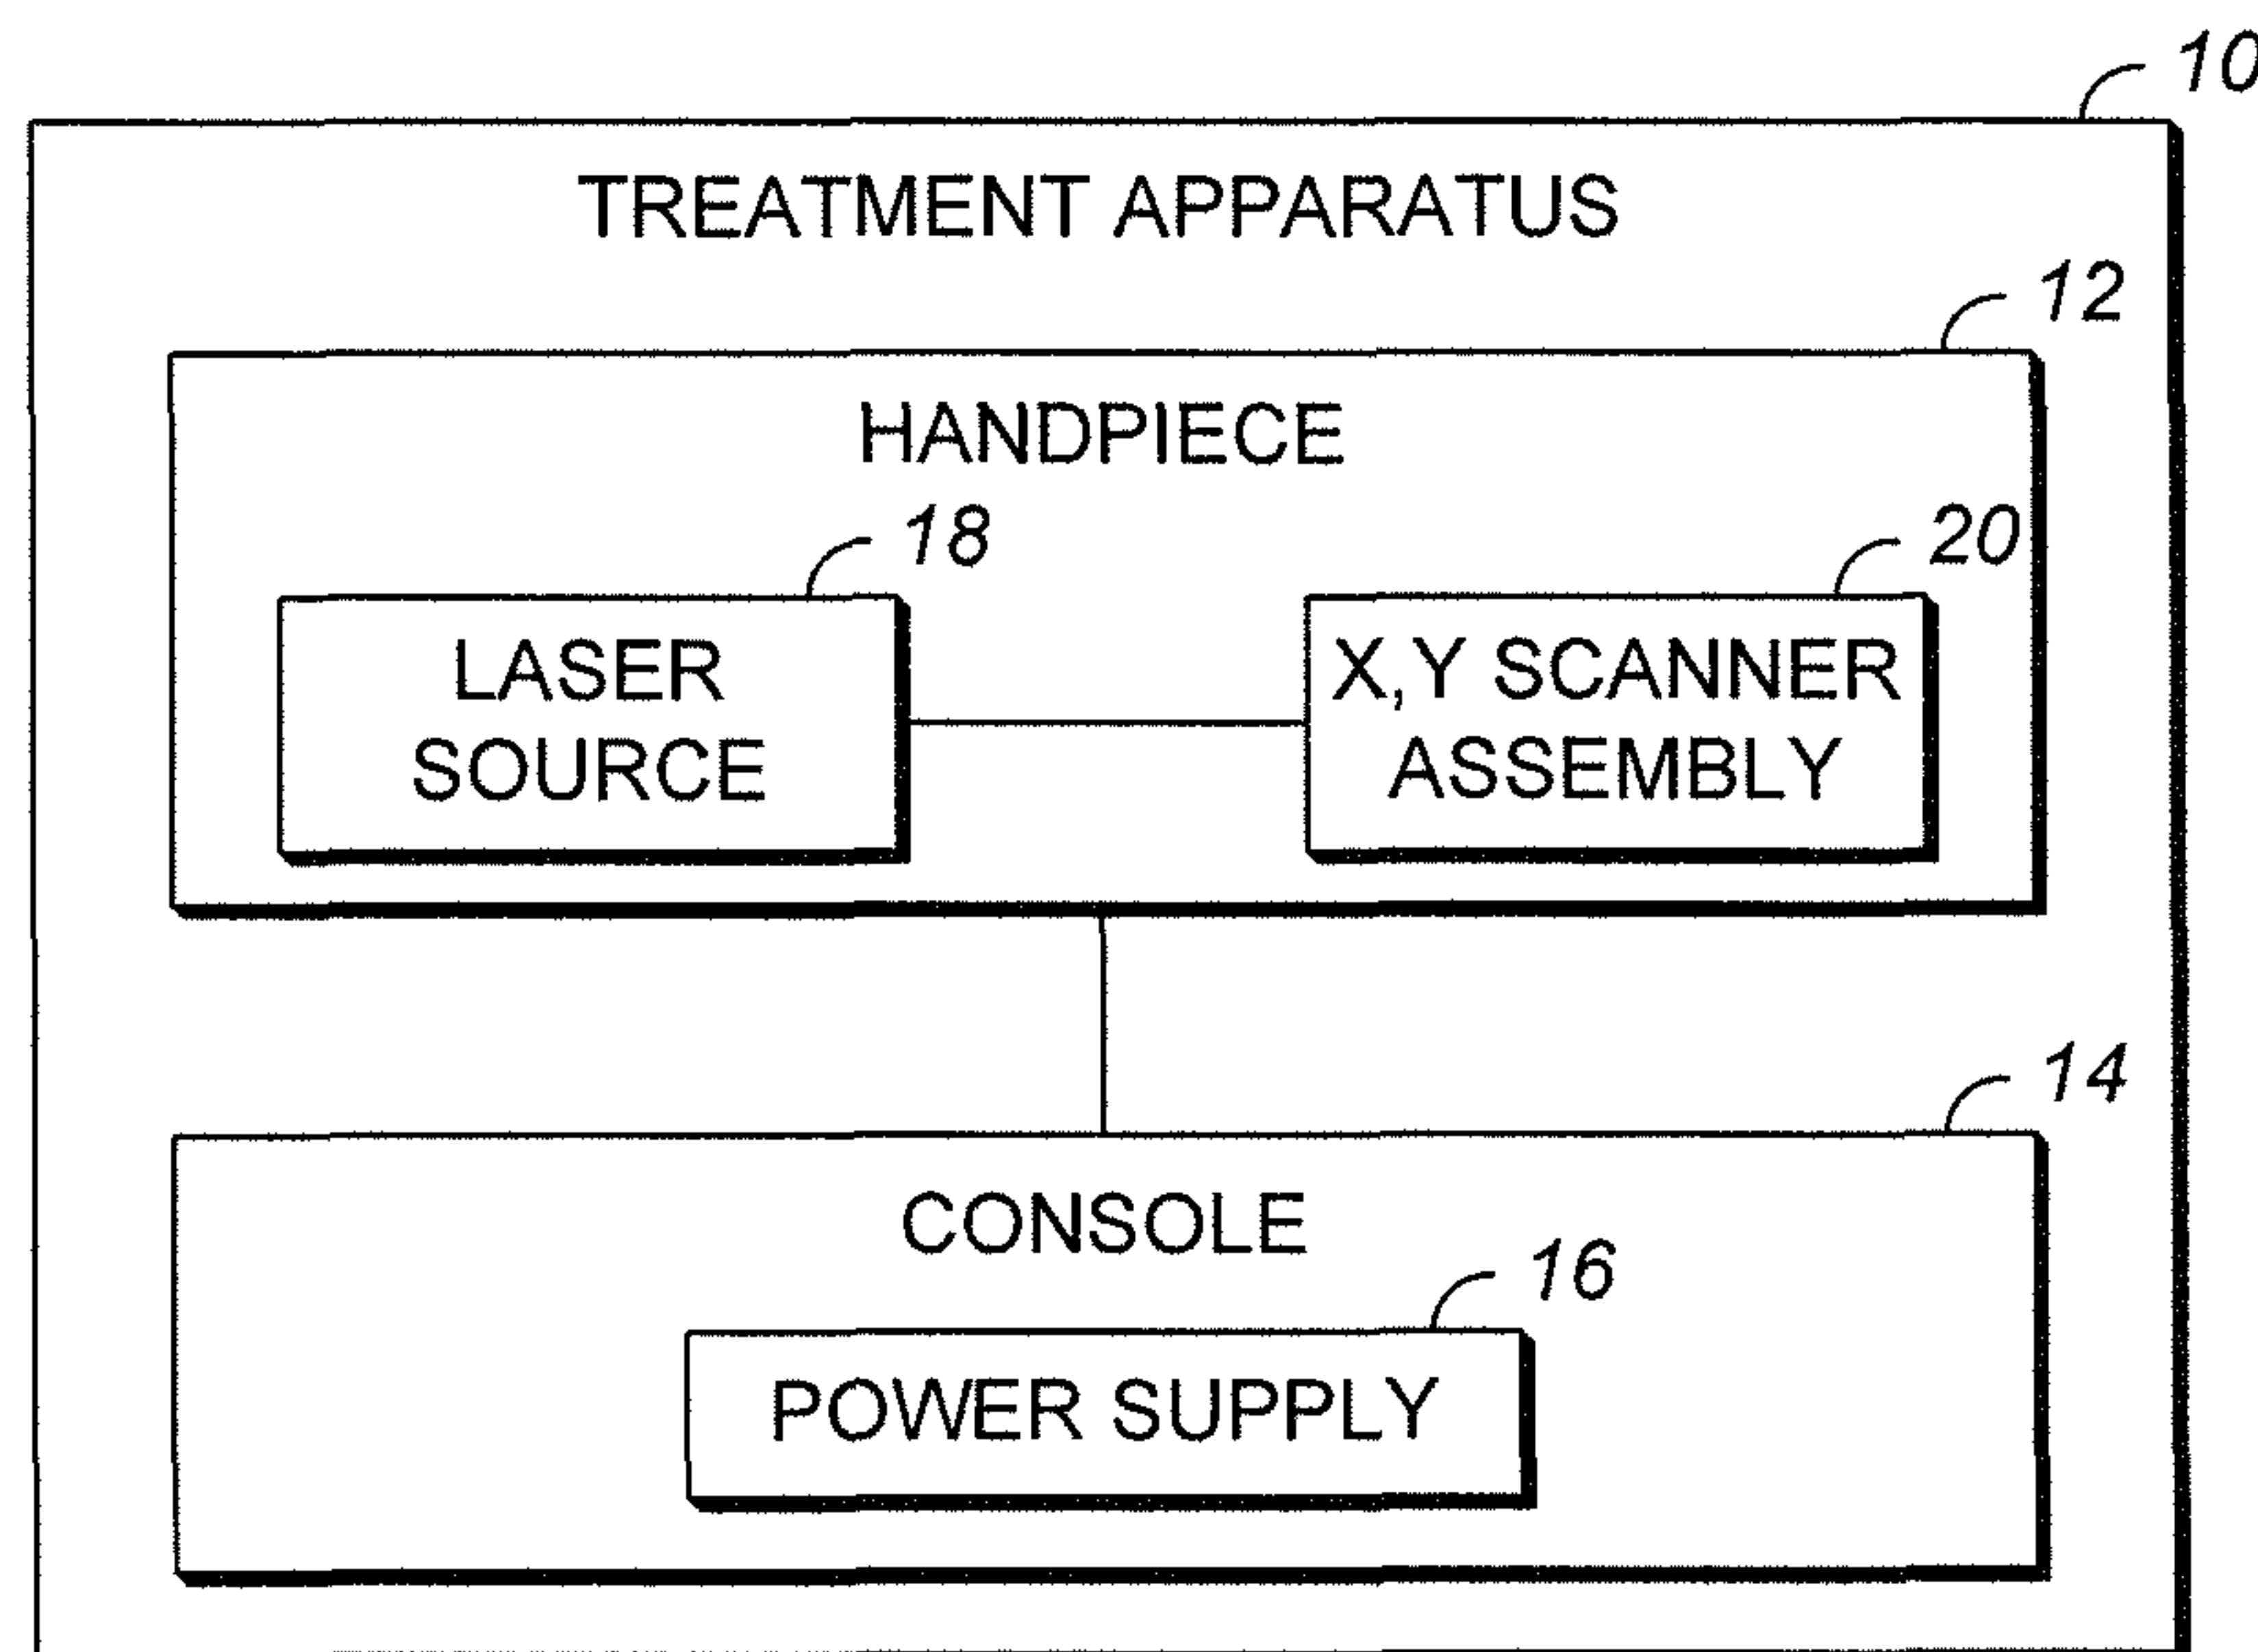 10
TREATMENT APPARATUS
12
HANDPIECE
18
20
LASER
SOURCE
X,Y SCANNER
ASSEMBLY
14
CONSOLE
16
POWER SUPPLY